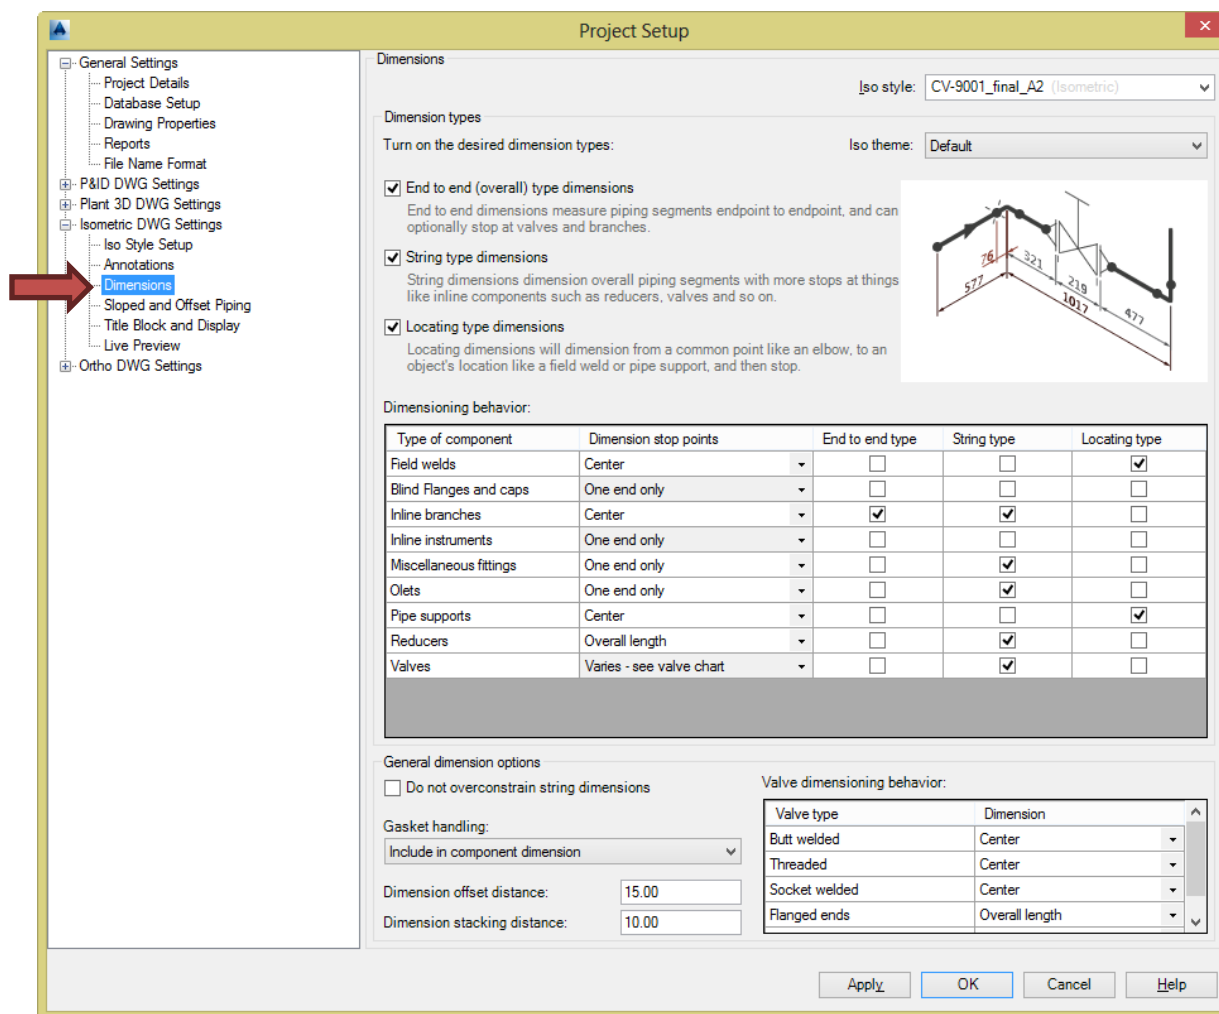 Project Setup
General Settings
Project Details
Database Setup
Drawing Properties
Reports
File Name Format
P&ID DWG Settings
Plant 3D DWG Settings
Isometric DWG Settings
Iso Style Setup
Annotations
Dimensions
Sloped and Offset Piping
Title Block and Display
Live Preview
Ortho DWG Settings
Dimensions
Iso style: CV-9001_final_A2 (Isometric)
Dimension types
Turn on the desired dimension types: Iso theme: Default
End to end (overall) type dimensions
End to end dimensions measure piping segments endpoint to endpoint, and can
optionally stop at valves and branches.
String type dimensions
String dimensions dimension overall piping segments with more stops at things
like inline components such as reducers, valves and so on.
Locating type dimensions
Locating dimensions will dimension from a common point like an elbow, to an
object's location like a field weld or pipe support, and then stop.
76
321
577
219
1017
477
Dimensioning behavior:
Type of component Dimension stop points End to end type String type Locating type
Field welds Center
Blind Flanges and caps One end only
Inline branches Center
Inline instruments One end only
Miscellaneous fittings One end only
Olets One end only
Pipe supports Center
Reducers Overall length
Valves Varies - see valve chart
General dimension options
Do not overconstrain string dimensions
Gasket handling:
Include in component dimension
Dimension offset distance: 15.00
Dimension stacking distance: 10.00
Valve dimensioning behavior:
Valve type Dimension
Butt welded Center
Threaded Center
Socket welded Center
Flanged ends Overall length
Apply OK Cancel Help